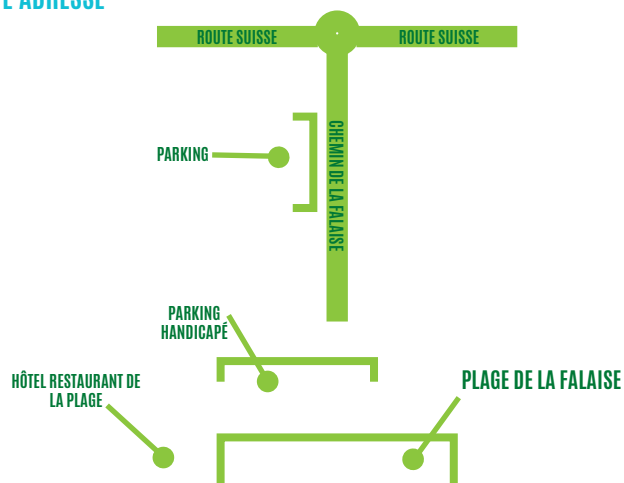 ADRESSE
ROUTE SUISSE
ROUTE SUISSE
CHEMIN DE LA FALAISE
PARKING
PARKING
HANDICAPÉ
HÔTEL RESTAURANT DE
LA PLAGE
PLAGE DE LA FALAISE